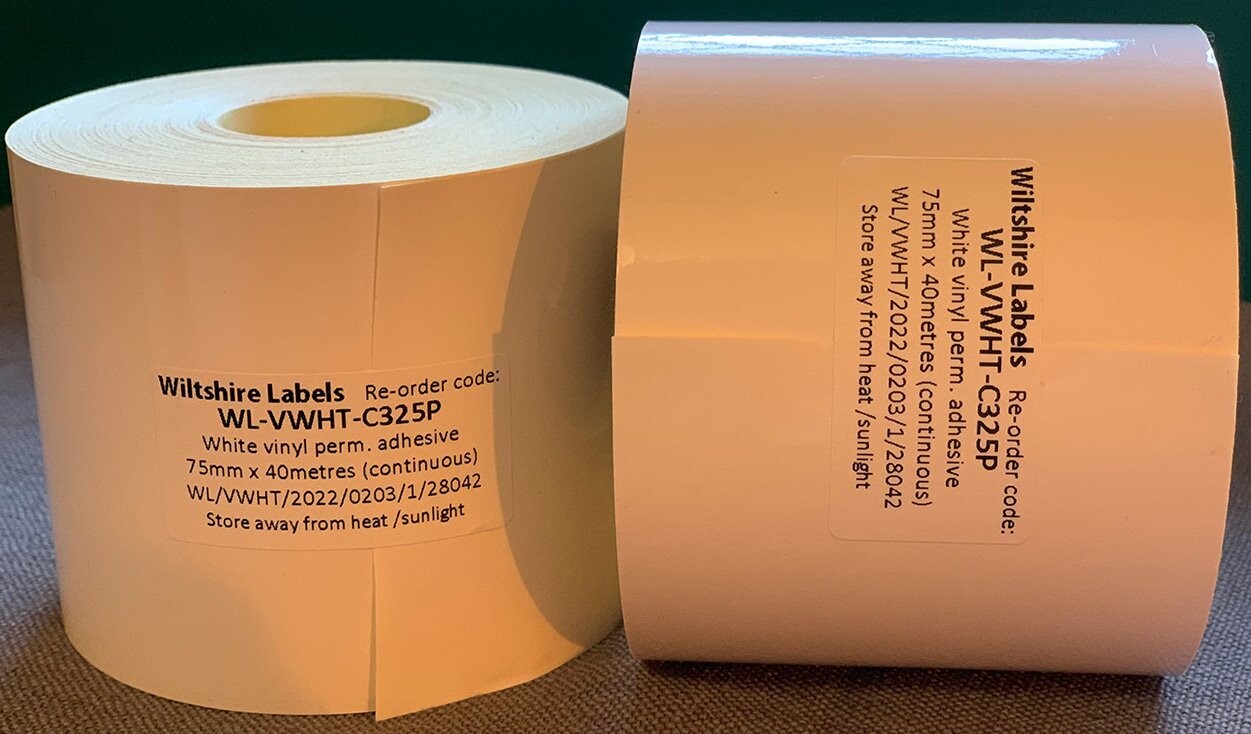 Wiltshire Labels Re-order code:
WL-VWHT-C325P
White vinyl perm. adhesive
75mm x 40metres (continuous)
WL/VWHT/2022/0203/1/28042
Store away from heat /sunlight
Wiltshire Labels Re-order code:
WL-VWHT-C325P
White vinyl perm. adhesive
75mm x 40metres (continuous)
WL/VWHT/2022/0203/1/28042
Store away from heat /sunlight